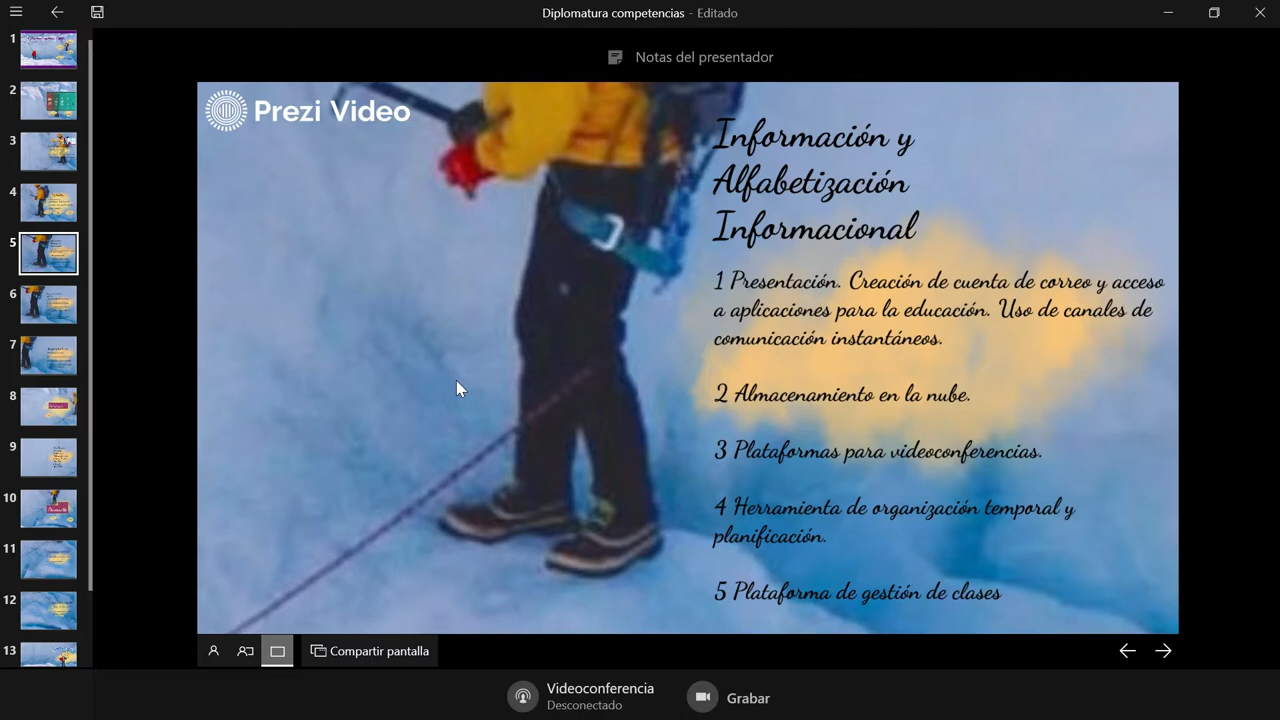 Diplomatura competencias - Editado
Notas del presentador
Prezi Video
Información y
Alfabetización
Informacional
1 Presentación. Creación de cuenta de correo y acceso
a aplicaciones para la educación. Uso de canales de
comunicación instantáneos.
2 Almacenamiento en la nube.
3 Plataformas para videoconferencias.
4 Herramienta de organización temporal y
planificación.
5 Plataforma de gestión de clases
1
2
3
4
5
6
7
8
9
10
11
12
13
Compartir pantalla
Videoconferencia
Desconectado
Grabar